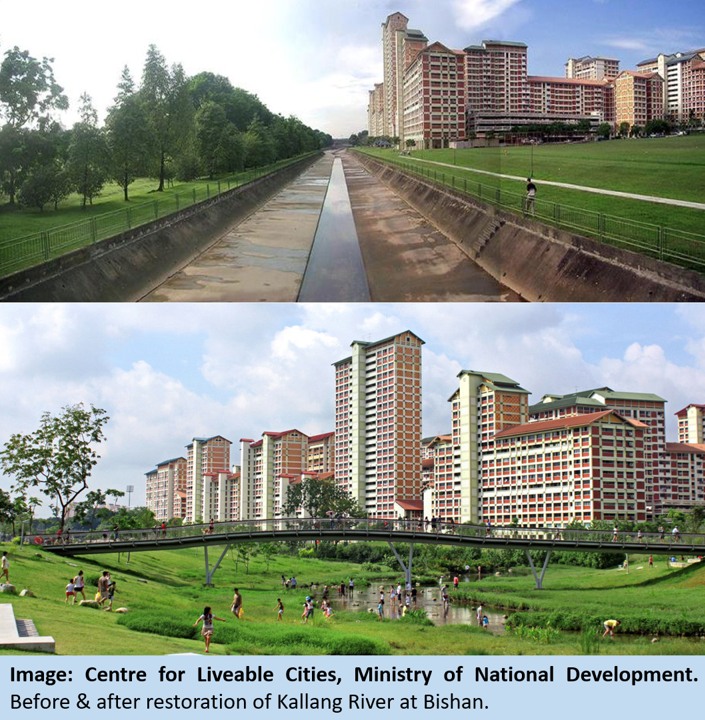 Image: Centre for Liveable Cities, Ministry of National Development.
Before & after restoration of Kallang River at Bishan.